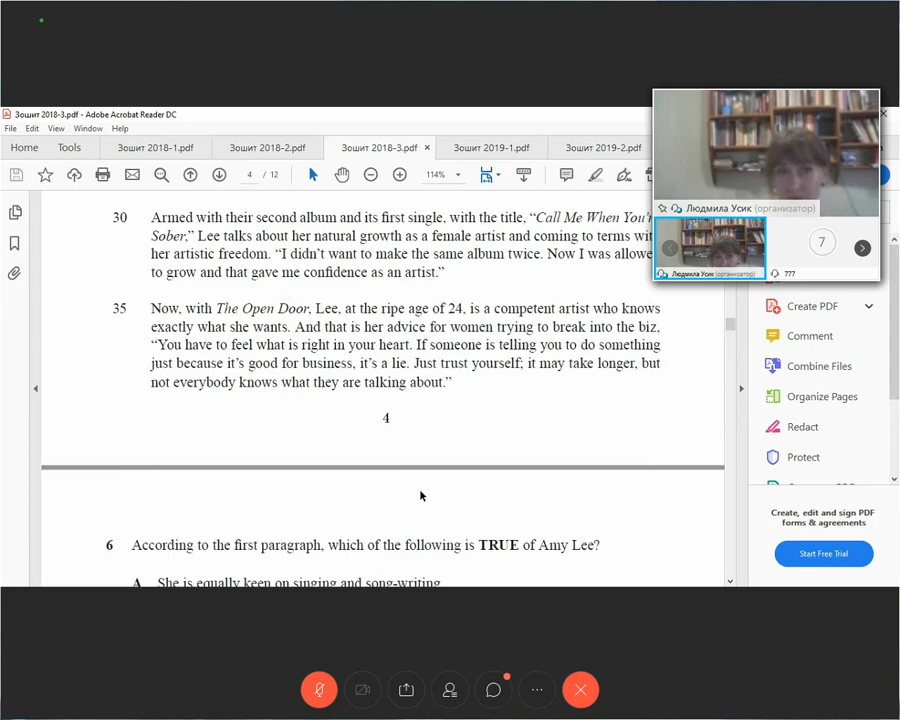 Зошит 2018-3.pdf - Adobe Acrobat Reader DC
File Edit View Window Help
Home Tools Зошит 2018-1.pdf Зошит 2018-2.pdf Зошит 2018-3.pdf × Зошит 2019-1.pdf Зошит 2019-2.pdf
4 / 12 114%
30 Armed with their second album and its first single, with the title, “Call Me When You'r
Sober,” Lee talks about her natural growth as a female artist and coming to terms wit
her artistic freedom. “I didn’t want to make the same album twice. Now I was allowe
to grow and that gave me confidence as an artist.”
35 Now, with The Open Door, Lee, at the ripe age of 24, is a competent artist who knows
exactly what she wants. And that is her advice for women trying to break into the biz,
“You have to feel what is right in your heart. If someone is telling you to do something
just because it’s good for business, it’s a lie. Just trust yourself; it may take longer, but
not everybody knows what they are talking about.”
4
6 According to the first paragraph, which of the following is TRUE of Amy Lee?
A She is equally keen on singing and song-writing.
Людмила Усик (организатор)
Людмила Усик (организатор)
7
777
Create PDF
Comment
Combine Files
Organize Pages
Redact
Protect
Create, edit and sign PDF
forms & agreements
Start Free Trial